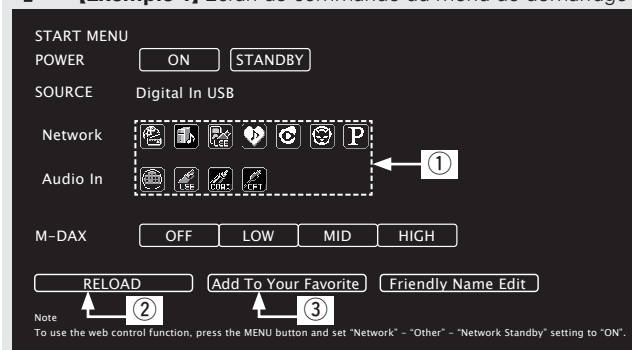 [Exemple 1] Écran de commande du menu de démarrage
START MENU
POWER ON STANDBY
SOURCE Digital In USB
Network P
①
Audio In
M-DAX OFF LOW MID HIGH
RELOAD Add To Your Favorite Friendly Name Edit
② ③
Note
To use the web control function, press the MENU button and set "Network" – "Other" – "Network Standby" setting to "ON".